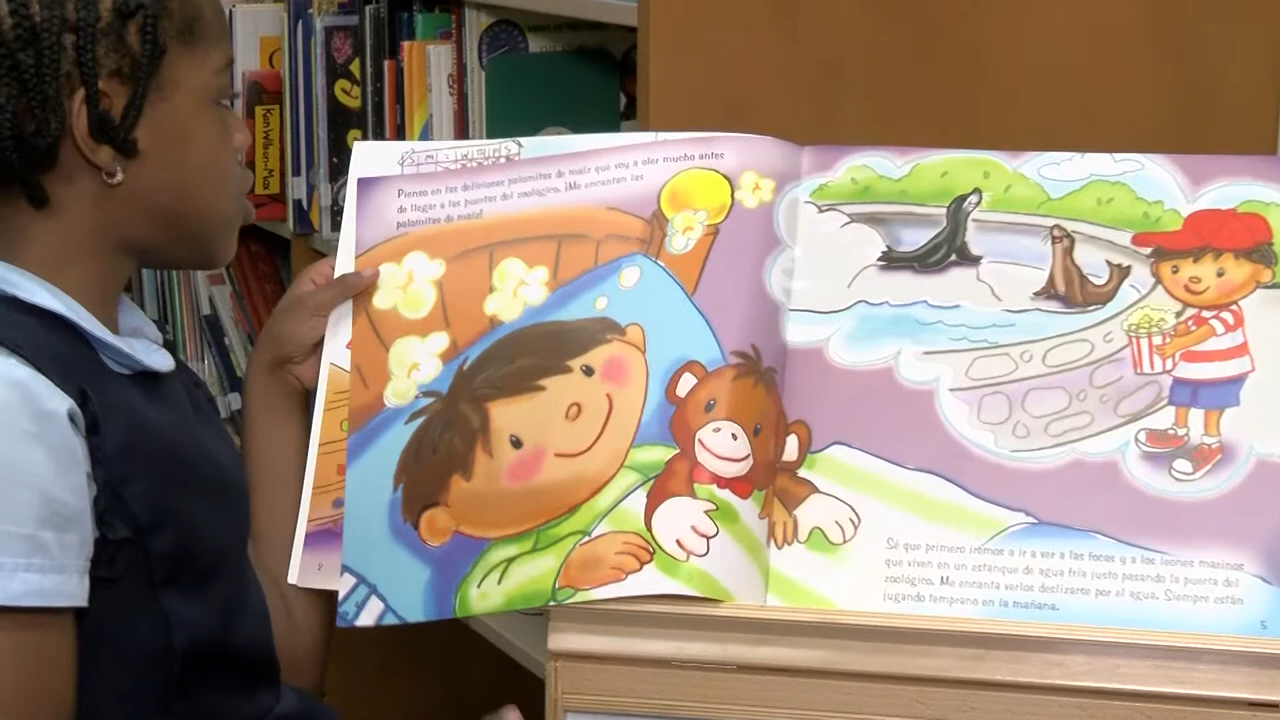 Ken Wilson-Max
Pienso en las deliciosas palomitas de maíz que voy a oler mucho antes
de llegar a las puertas del zoológico. ¡Me encantan las
palomitas de maíz!
Sé que primero iremos a ir a ver a las focas y a los leones marinos
que viven en un estanque de agua fría justo pasando la puerta del
zoológico. Me encanta verlos deslizarse por el agua. Siempre están
jugando temprano en la mañana.
5